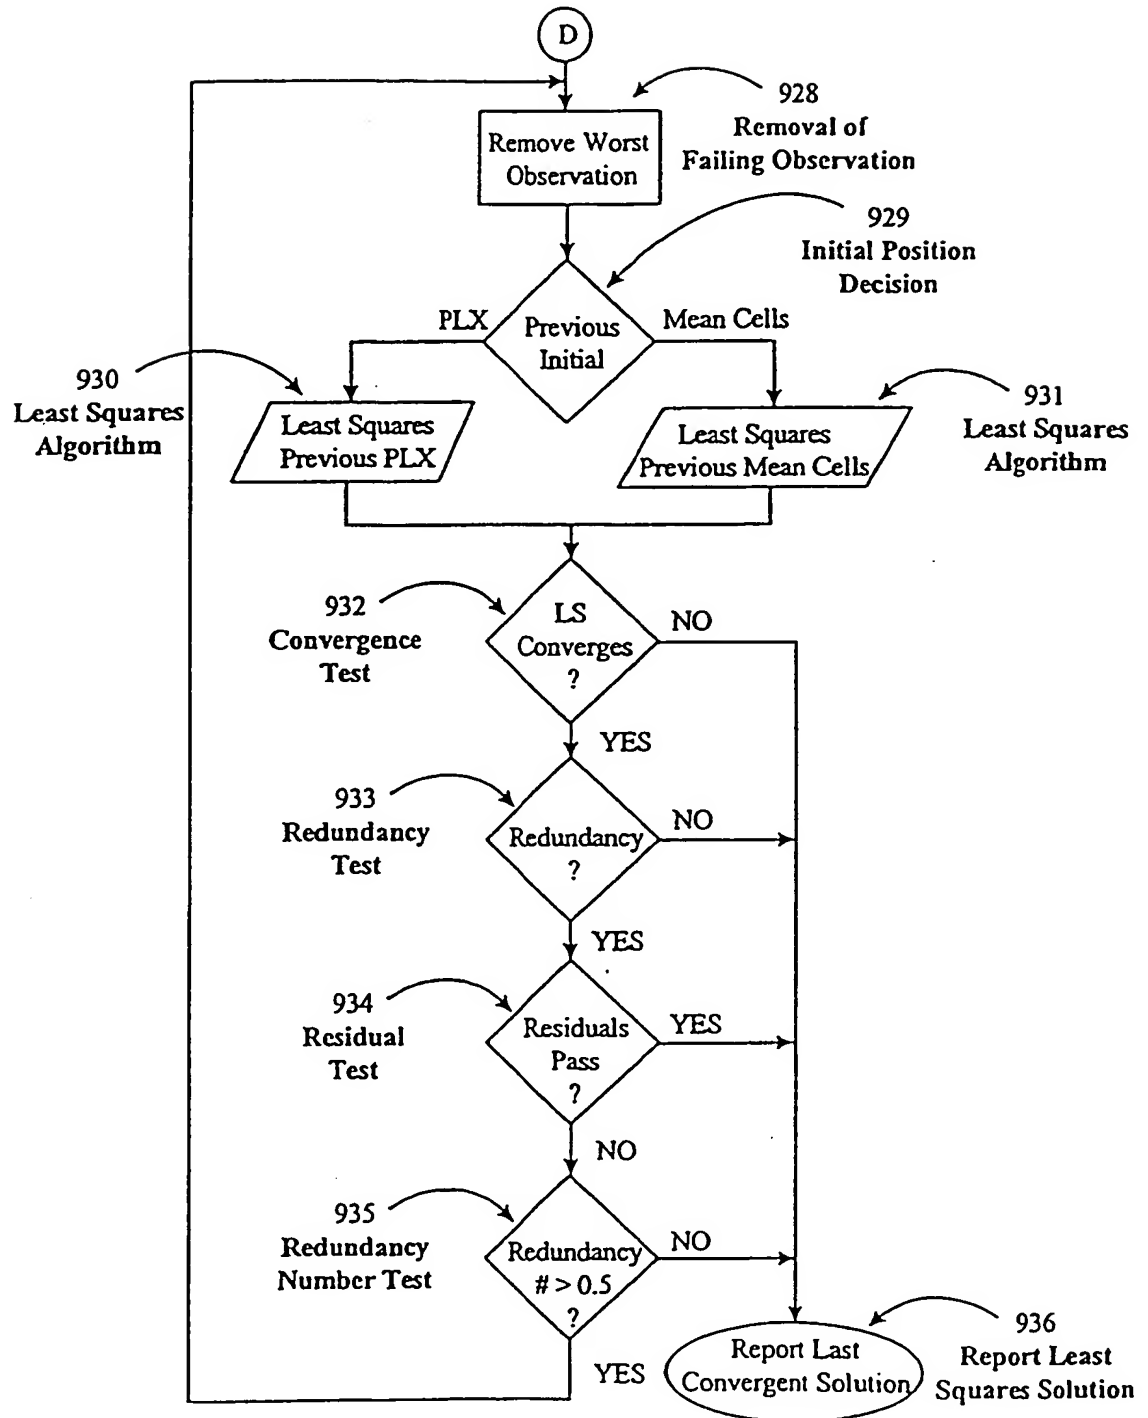 D
928
Removal of
Failing Observation
Remove Worst
Observation
929
Initial Position
Decision
PLX
Previous
Initial
Mean Cells
930
Least Squares
Algorithm
Least Squares
Previous PLX
Least Squares
Previous Mean Cells
931
Least Squares
Algorithm
932
Convergence
Test
LS
Converges
?
NO
YES
933
Redundancy
Test
Redundancy
?
NO
YES
934
Residual
Test
Residuals
Pass
?
YES
NO
935
Redundancy
Number Test
Redundancy
# > 0.5
?
NO
YES
Report Last
Convergent Solution
936
Report Least
Squares Solution